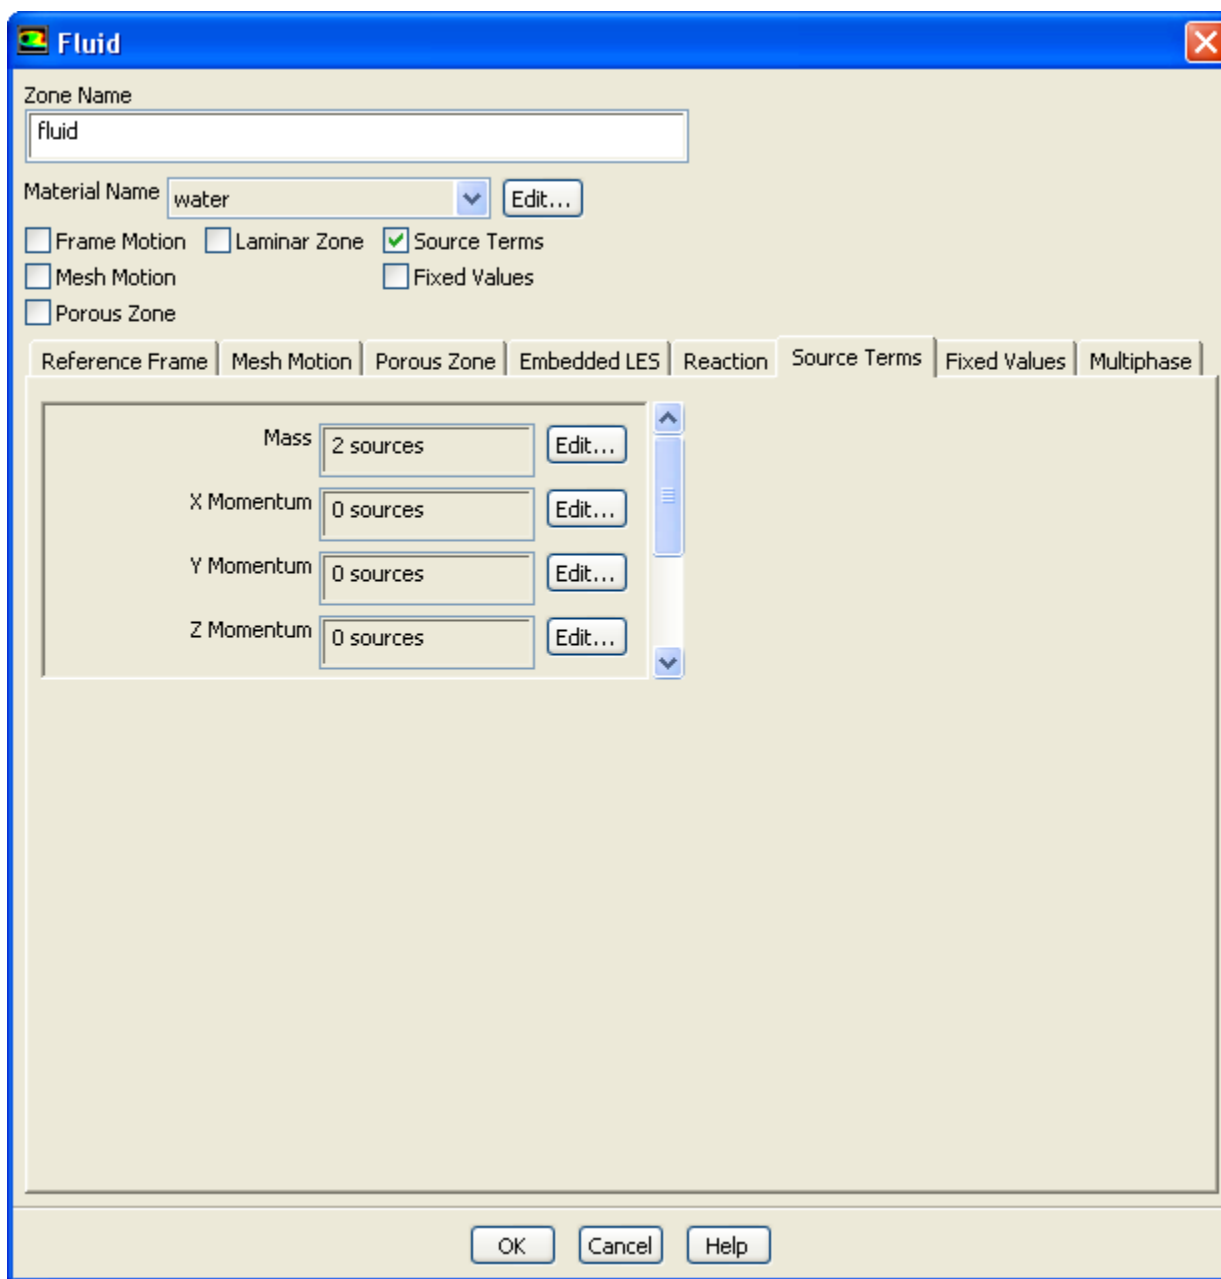 Fluid
Zone Name
fluid
Material Name water Edit...
Frame Motion Laminar Zone Source Terms
Mesh Motion Fixed Values
Porous Zone
Reference Frame Mesh Motion Porous Zone Embedded LES Reaction Source Terms Fixed Values Multiphase
Mass 2 sources Edit...
X Momentum 0 sources Edit...
Y Momentum 0 sources Edit...
Z Momentum 0 sources Edit...
OK Cancel Help